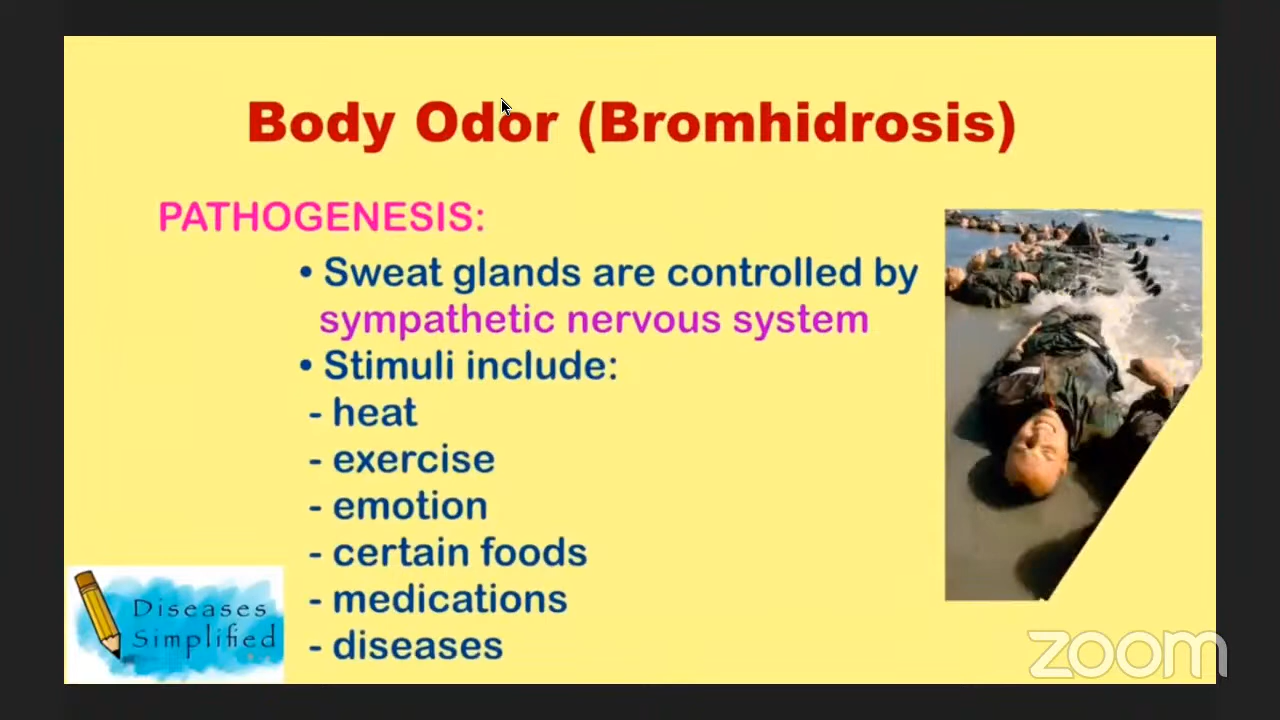 Body Odor (Bromhidrosis)
PATHOGENESIS:
• Sweat glands are controlled by
sympathetic nervous system
• Stimuli include:
- heat
- exercise
- emotion
- certain foods
- medications
- diseases
Diseases
Simplified
zoom